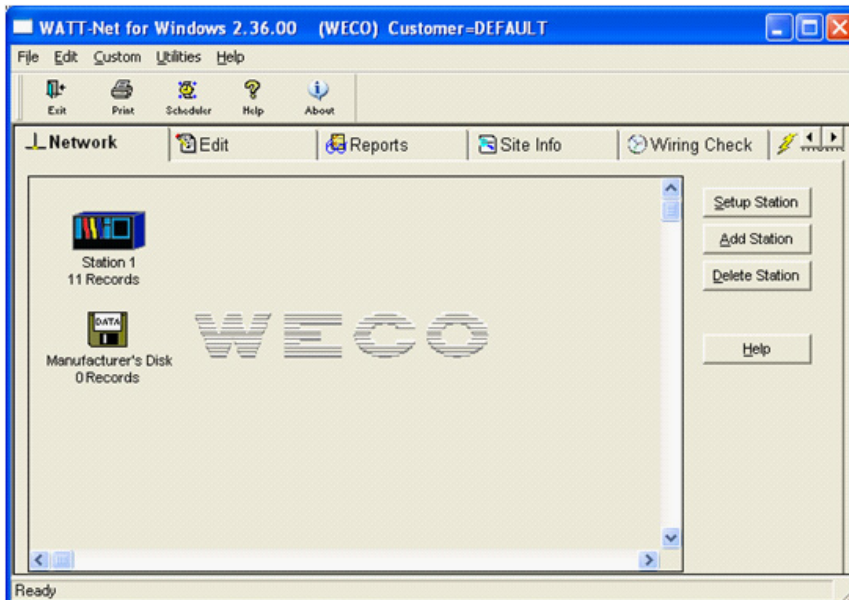 WATT-Net for Windows 2.36.00 (WECO) Customer=DEFAULT
File Edit Custom Utilities Help
Exit Print Scheduler Help About
Network Edit Reports Site Info Wiring Check
Setup Station
Add Station
Delete Station
Help
Station 1
11 Records
DATA
Manufacturer's Disk
0 Records
WECO
Ready